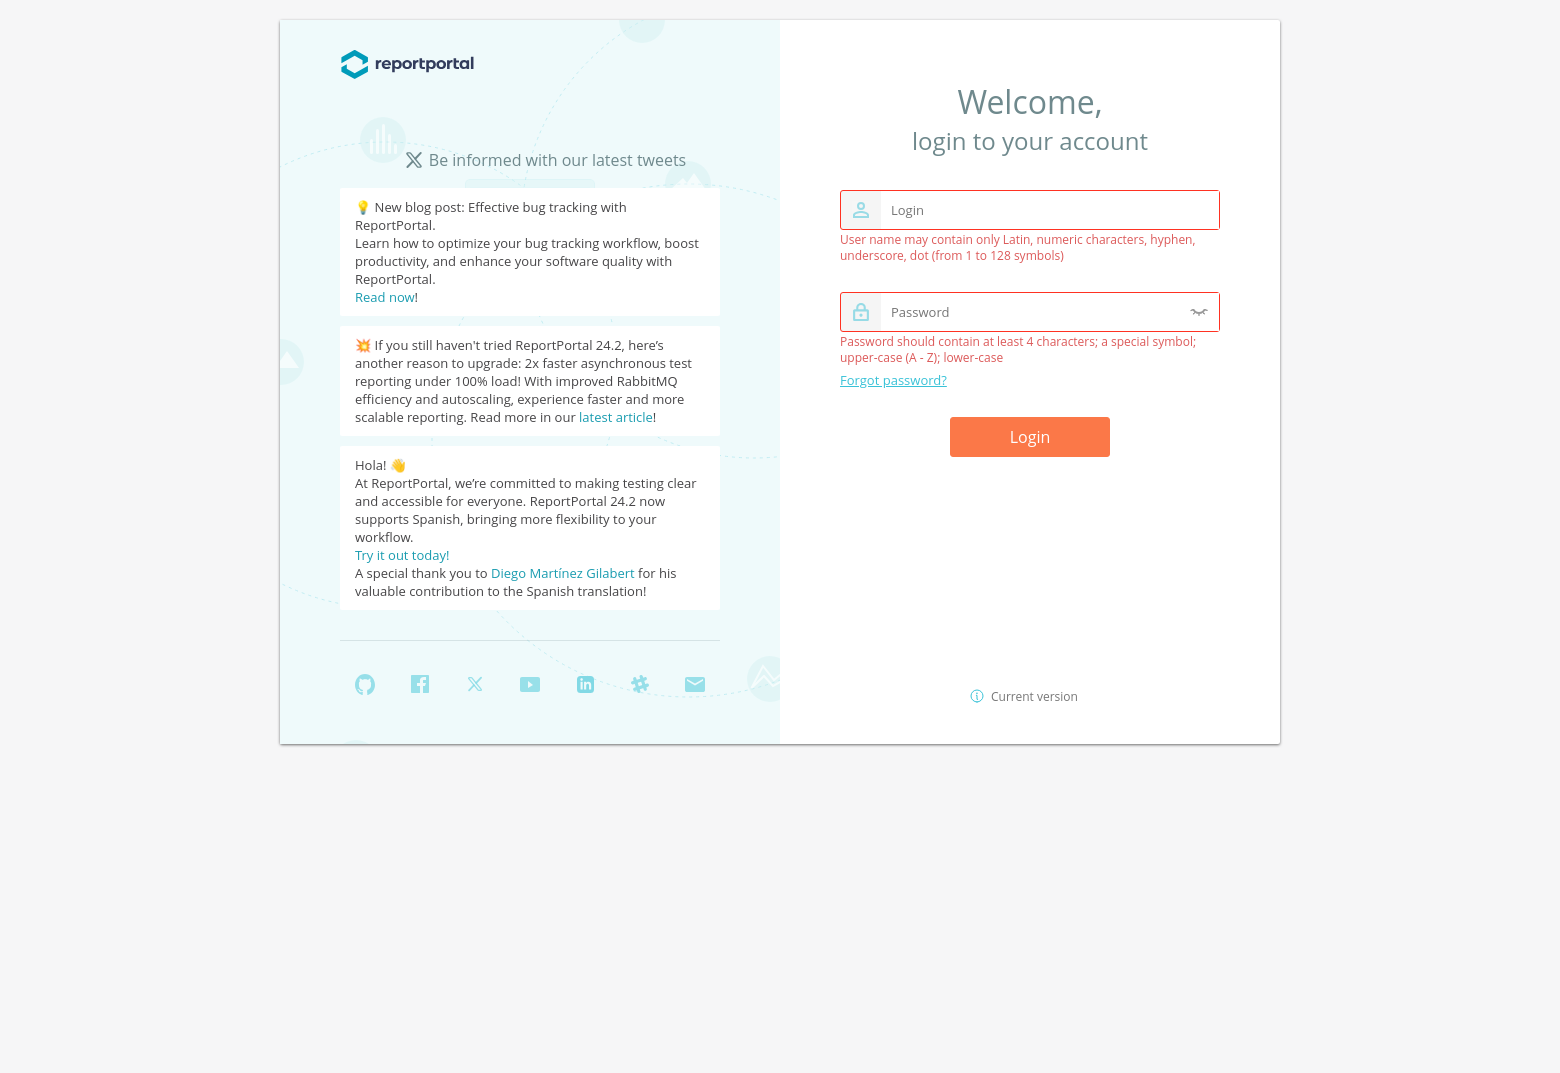 reportportal
Be informed with our latest tweets
💡 New blog post: Effective bug tracking with
ReportPortal.
Learn how to optimize your bug tracking workflow, boost
productivity, and enhance your software quality with
ReportPortal.
Read now!
💥 If you still haven't tried ReportPortal 24.2, here’s
another reason to upgrade: 2x faster asynchronous test
reporting under 100% load! With improved RabbitMQ
efficiency and autoscaling, experience faster and more
scalable reporting. Read more in our latest article!
Hola! 👋
At ReportPortal, we’re committed to making testing clear
and accessible for everyone. ReportPortal 24.2 now
supports Spanish, bringing more flexibility to your
workflow.
Try it out today!
A special thank you to Diego Martínez Gilabert for his
valuable contribution to the Spanish translation!
Welcome,
login to your account
Login
User name may contain only Latin, numeric characters, hyphen,
underscore, dot (from 1 to 128 symbols)
Password
Password should contain at least 4 characters; a special symbol;
upper-case (A - Z); lower-case
Forgot password?
Login
Current version